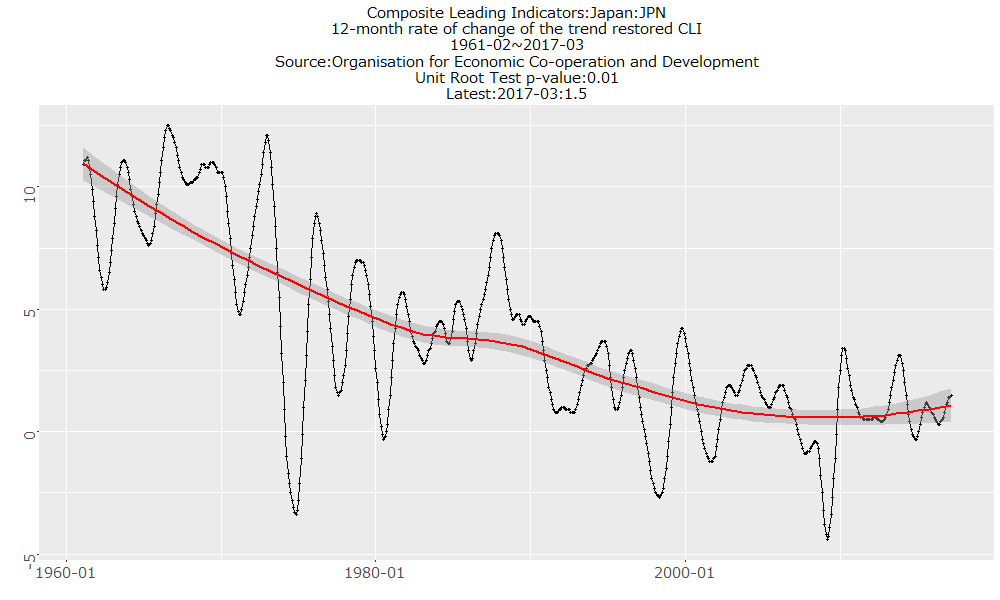 Composite Leading Indicators:Japan:JPN
12-month rate of change of the trend restored CLI
1961-02~2017-03
Source:Organisation for Economic Co-operation and Development
Unit Root Test p-value:0.01
Latest:2017-03:1.5
10
5
0
-5
1960-01
1980-01
2000-01